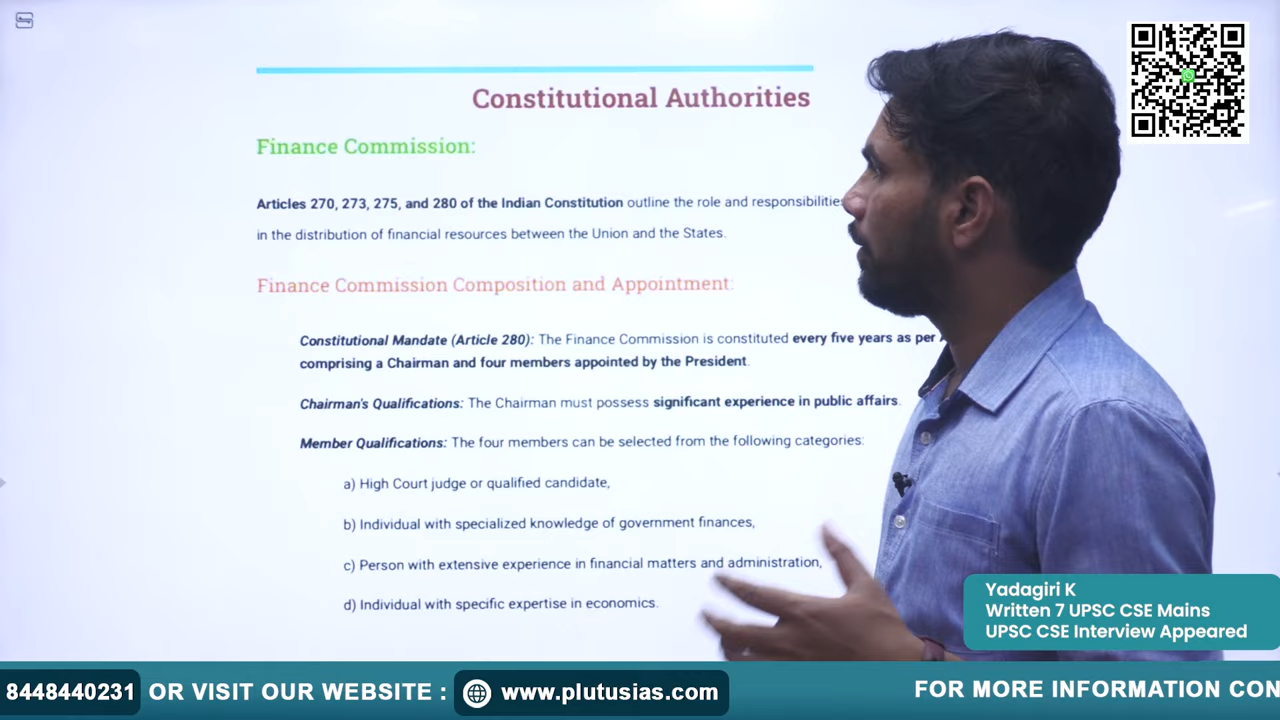 Constitutional Authorities
Finance Commission:
Articles 270, 273, 275, and 280 of the Indian Constitution outline the role and
in the distribution of financial resources between the Union and the States.
Finance Commission Composition and Appointment:
Constitutional Mandate (Article 280): The Finance Commission is constituted every five years as per
comprising a Chairman and four members appointed by the President.
Chairman's Qualifications: The Chairman must possess significant experience in public affairs.
Member Qualifications: The four members can be selected from the following categories:
a) High Court judge or qualified candidate,
b) Individual with specialized knowledge of government finances,
c) Person with extensive experience in financial matters and administration,
d) Individual with specific expertise in economics.
Yadagiri K
Written 7 UPSC CSE Mains
UPSC CSE Interview Appeared
8448440231 OR VISIT OUR WEBSITE : www.plutusias.com FOR MORE INFORMATION CON